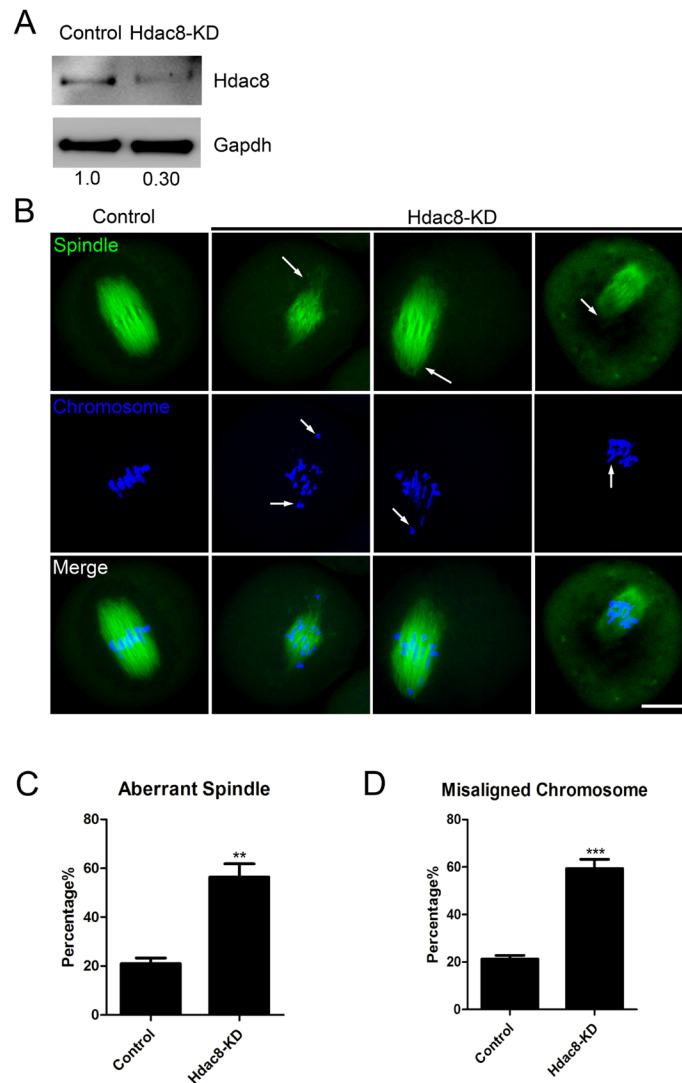 A
Control Hdac8-KD
Hdac8
Gapdh
1.0 0.30
B
Control Hdac8-KD
Spindle
Chromosome
Merge
C
Aberrant Spindle
Percentage%
80
60
40
20
0
Control
Hdac8-KD
**
D
Misaligned Chromosome
Percentage%
80
60
40
20
0
Control
Hdac8-KD
***